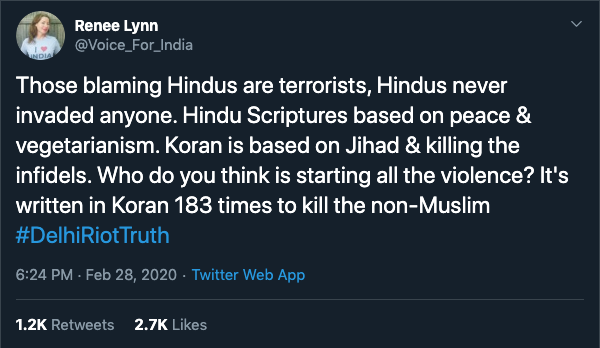 Renee Lynn
@Voice_For_India
Those blaming Hindus are terrorists, Hindus never
invaded anyone. Hindu Scriptures based on peace &
vegetarianism. Koran is based on Jihad & killing the
infidels. Who do you think is starting all the violence? It's
written in Koran 183 times to kill the non-Muslim
#DelhiRiotTruth
6:24 PM · Feb 28, 2020 · Twitter Web App
1.2K Retweets 2.7K Likes